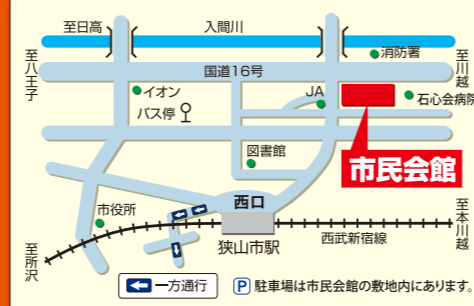 至日高
入間川
消防署
至八王子
至川越
国道16号
イオン
JA
石心会病院
バス停
図書館
市民会館
西口
市役所
至本川越
狭山市駅
西武新宿線
至所沢
一方通行
P 駐車場は市民会館の敷地内にあります。